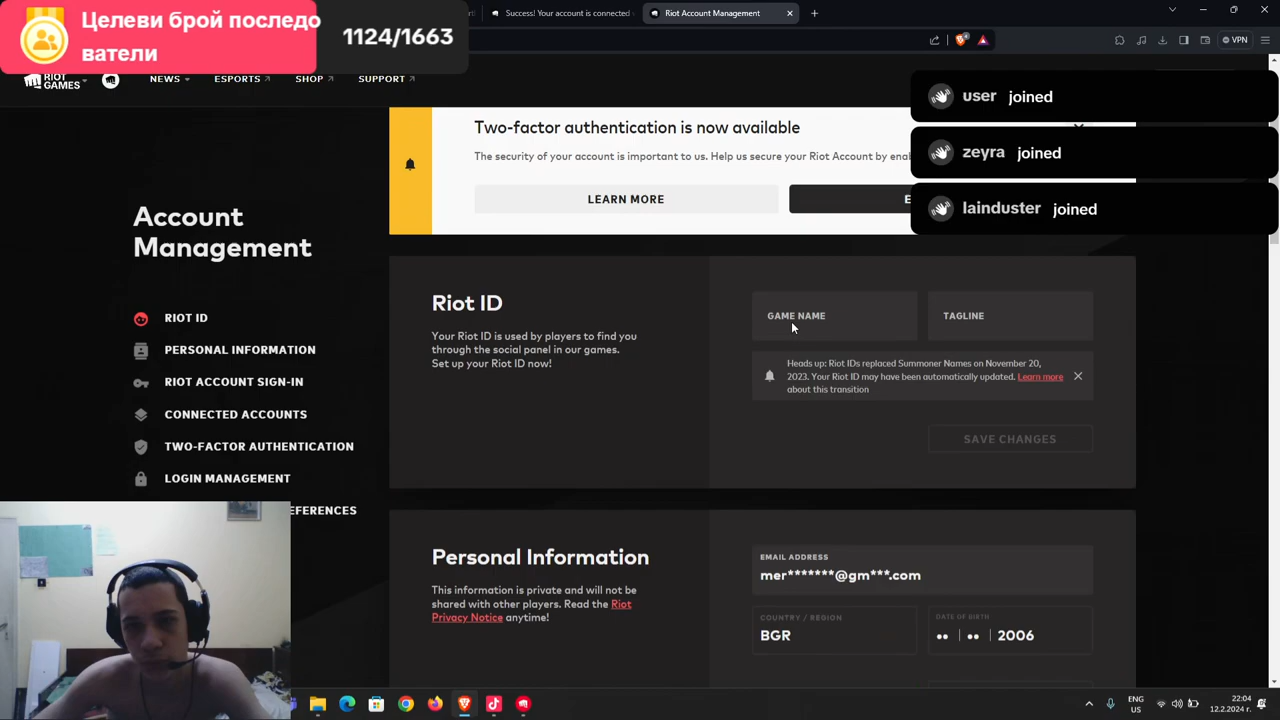 Целеви брой последо
ватели
1124/1663
Success! Your account is connected
Riot Account Management
VPN
RIOT
GAMES
NEWS
ESPORTS
SHOP
SUPPORT
user joined
zeyra joined
lainduster joined
Two-factor authentication is now available
The security of your account is important to us. Help us secure your Riot Account by
LEARN MORE
Account
Management
RIOT ID
PERSONAL INFORMATION
RIOT ACCOUNT SIGN-IN
CONNECTED ACCOUNTS
TWO-FACTOR AUTHENTICATION
LOGIN MANAGEMENT
EFERENCES
Riot ID
Your Riot ID is used by players to find you
through the social panel in our games.
Set up your Riot ID now!
GAME NAME
TAGLINE
Heads up: Riot IDs replaced Summoner Names on November 20,
2023. Your Riot ID may have been automatically updated. Learn more
about this transition
SAVE CHANGES
Personal Information
This information is private and will not be
shared with other players. Read the Riot
Privacy Notice anytime!
EMAIL ADDRESS
mer*******@gm***.com
COUNTRY / REGION
BGR
DATE OF BIRTH
•• | •• | 2006
ENG
US
22:04
12.2.2024 г.